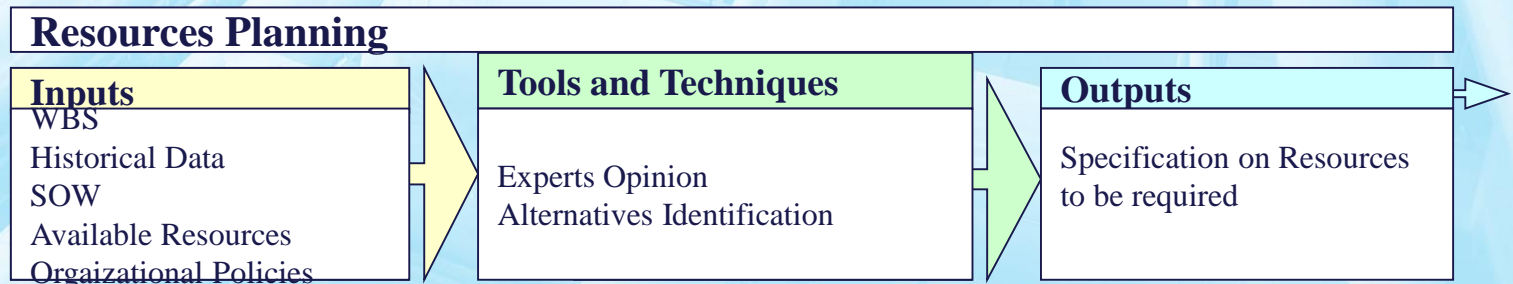 Resources Planning
Inputs
WBS
Historical Data
SOW
Available Resources
Orgaizational Policies
Tools and Techniques
Experts Opinion
Alternatives Identification
Outputs
Specification on Resources
to be required